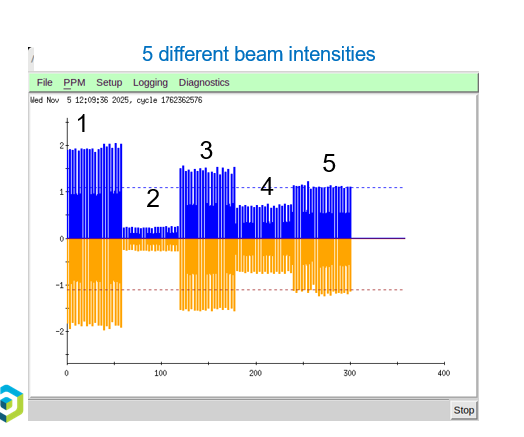 5 different beam intensities
File PPM Setup Logging Diagnostics
Wed Nov 5 12:09:36 2025, cycle 1762362576
1
2
3
4
5
2
1
0
-1
-2
0 100 200 300 400
Stop